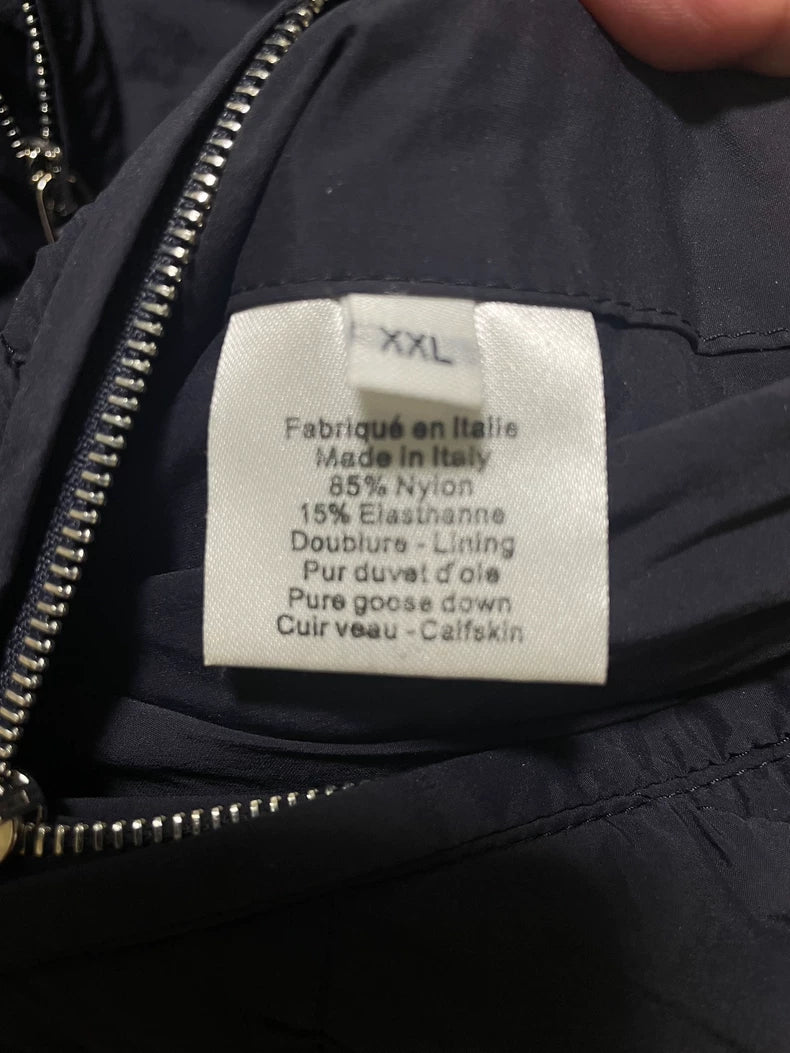 XXL
Fabriqué en Italie
Made in Italy
85% Nylon
15% Elasthanne
Doublure - Lining
Pur duvet d'oie
Pure goose down
Cuir veau - Calfskin